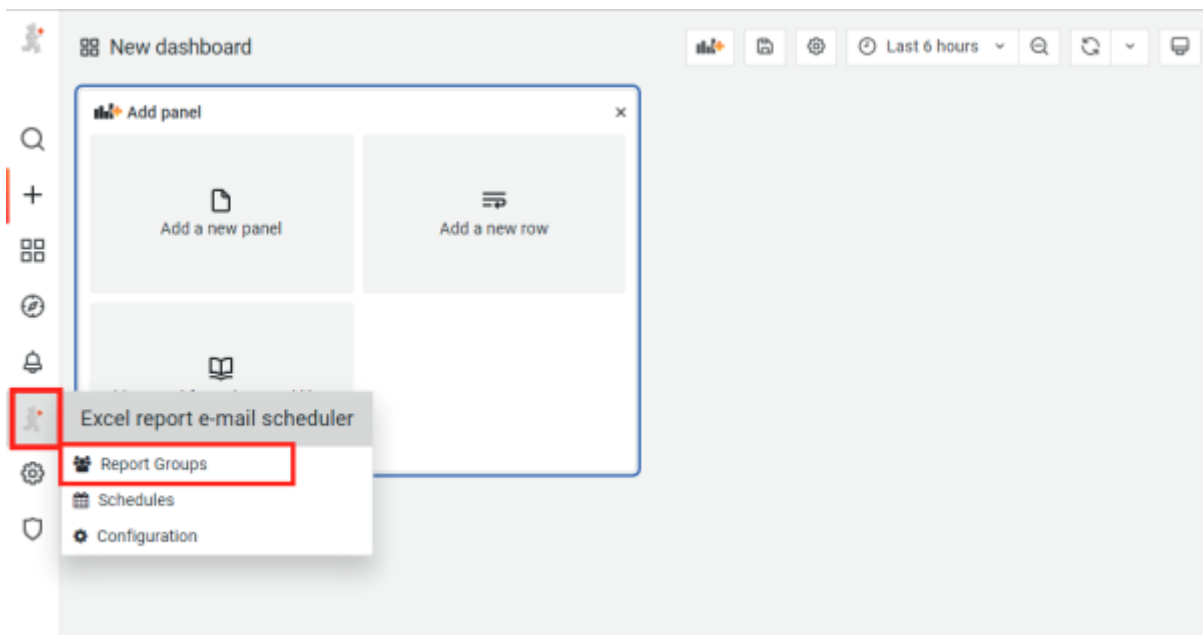 New dashboard
Last 6 hours
Add panel
Add a new panel
Add a new row
Excel report e-mail scheduler
Report Groups
Schedules
Configuration